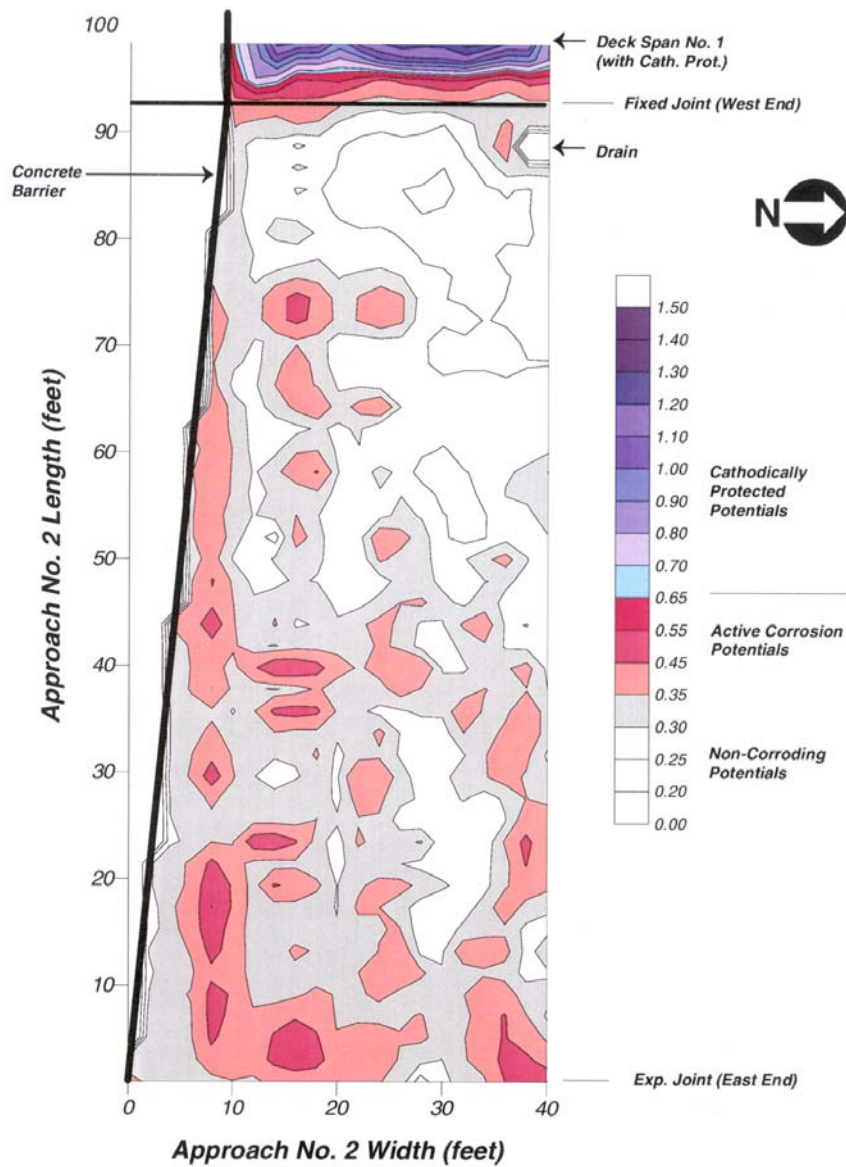 100
Deck Span No. 1
(with Cath. Prot.)
Fixed Joint (West End)
90
Drain
Concrete
Barrier
N
80
1.50
1.40
70
1.30
1.20
1.10
60
1.00
Cathodically
Protected
Potentials
0.90
0.80
50
0.70
0.65
0.55
Active Corrosion
Potentials
40
0.45
0.35
0.30
30
0.25
Non-Corroding
Potentials
0.20
0.00
20
10
Exp. Joint (East End)
0
10
20
30
40
Approach No. 2 Length (feet)
Approach No. 2 Width (feet)